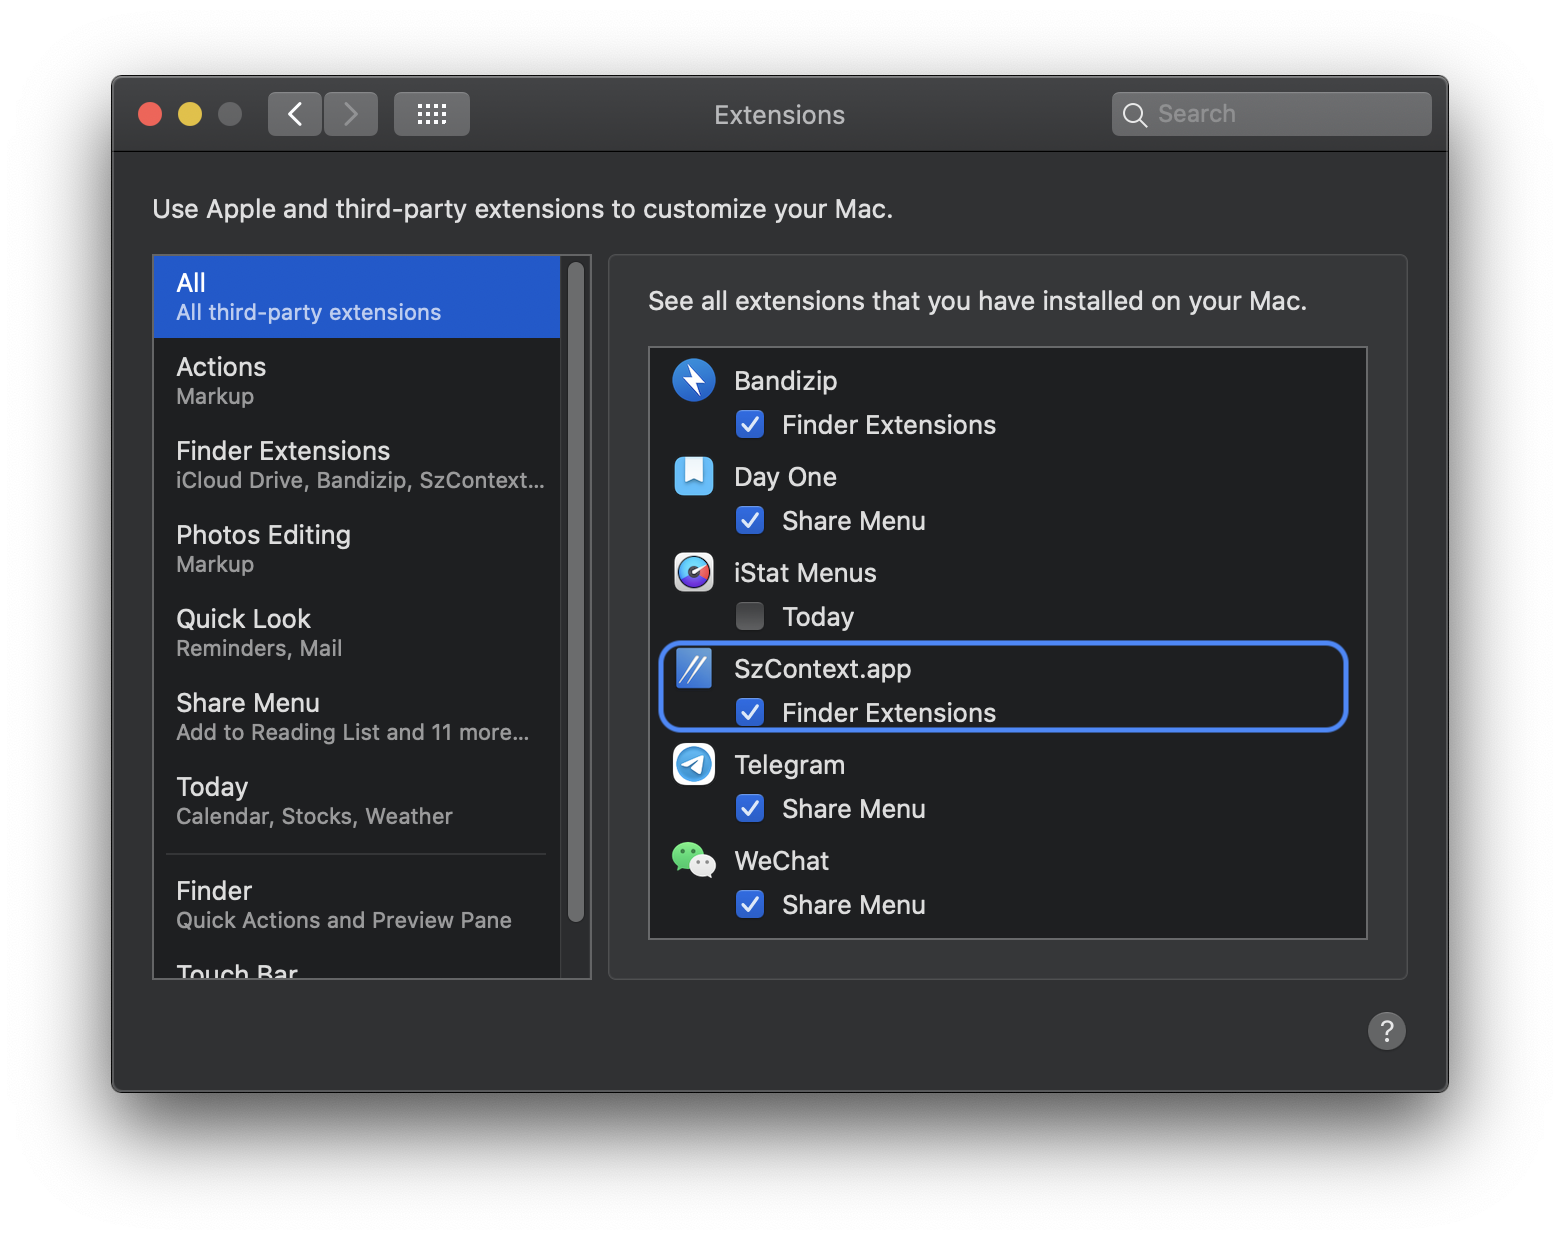 Extensions
Search
Use Apple and third-party extensions to customize your Mac.
All
All third-party extensions
Actions
Markup
Finder Extensions
iCloud Drive, Bandizip, SzContext...
Photos Editing
Markup
Quick Look
Reminders, Mail
Share Menu
Add to Reading List and 11 more...
Today
Calendar, Stocks, Weather
Finder
Quick Actions and Preview Pane
Touch Bar
See all extensions that you have installed on your Mac.
Bandizip
Finder Extensions
Day One
Share Menu
iStat Menus
Today
SzContext.app
Finder Extensions
Telegram
Share Menu
WeChat
Share Menu
?